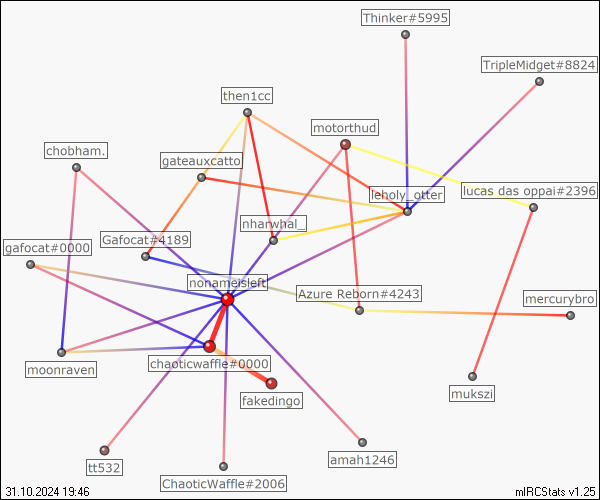 Thinker#5995
TripleMidget#8824
then1cc
motorthud
chobham.
gateauxcatto
leholy_otter
lucas das oppai#2396
nharwhal_
Gafocat#4189
gafocat#0000
nonameisleft
Azure Reborn#4243
mercurybro
chaoticwaffle#0000
moonraven
mukszi
fakedingo
amah1246
tt532
ChaoticWaffle#2006
31.10.2024 19:46
mIRCStats v1.25